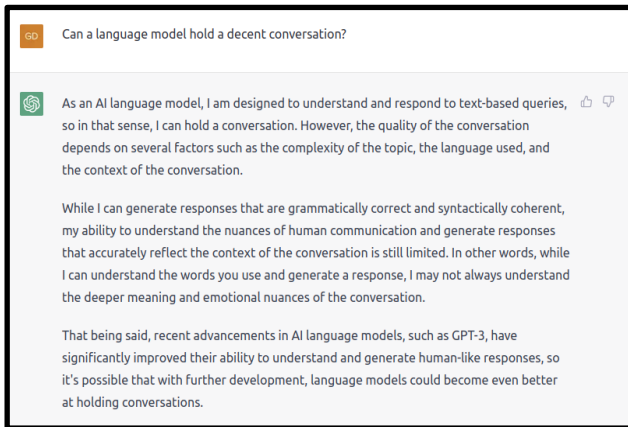 GD
Can a language model hold a decent conversation?
As an AI language model, I am designed to understand and respond to text-based queries,
so in that sense, I can hold a conversation. However, the quality of the conversation
depends on several factors such as the complexity of the topic, the language used, and
the context of the conversation.
While I can generate responses that are grammatically correct and syntactically coherent,
my ability to understand the nuances of human communication and generate responses
that accurately reflect the context of the conversation is still limited. In other words, while
I can understand the words you use and generate a response, I may not always understand
the deeper meaning and emotional nuances of the conversation.
That being said, recent advancements in AI language models, such as GPT-3, have
significantly improved their ability to understand and generate human-like responses, so
it's possible that with further development, language models could become even better
at holding conversations.